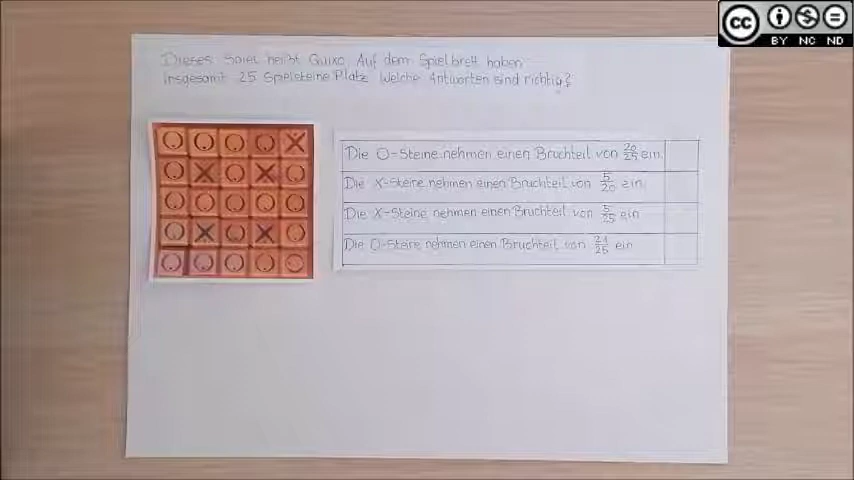 Dieses Spiel heißt Quixo. Auf dem Spielbrett haben
insgesamt 25 Spielsteine Platz. Welche Antworten sind richtig?
Die O-Steine nehmen einen Bruchteil von 20/25 ein.
Die X-Steine nehmen einen Bruchteil von 5/20 ein.
Die X-Steine nehmen einen Bruchteil von 5/25 ein
Die O-Steine nehmen einen Bruchteil von 21/25 ein
CC BY NC ND